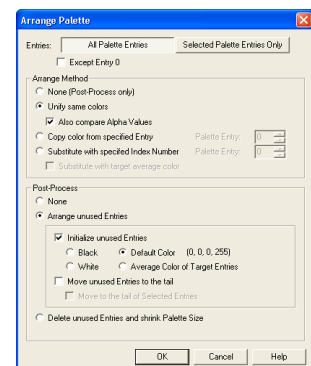 Arrange Palette
Entries: All Palette Entries Selected Palette Entries Only
Except Entry 0
Arrange Method
None (Post-Process only)
Unify same colors
Also compare Alpha Values
Copy color from specified Entry Palette Entry: 0
Substitute with specified Index Number Palette Entry: 0
Substitute with target average color
Post-Process
None
Arrange unused Entries
Initialize unused Entries
Black Default Color (0, 0, 0, 255)
White Average Color of Target Entries
Move unused Entries to the tail
Move to the tail of Selected Entries
Delete unused Entries and shrink Palette Size
OK Cancel Help